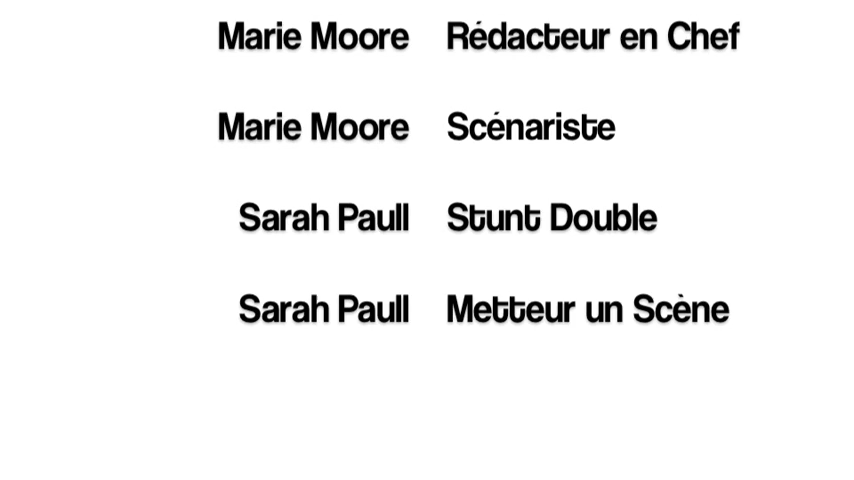 Marie Moore Rédacteur en Chef
Marie Moore Scénariste
Sarah Paull Stunt Double
Sarah Paull Metteur un Scène